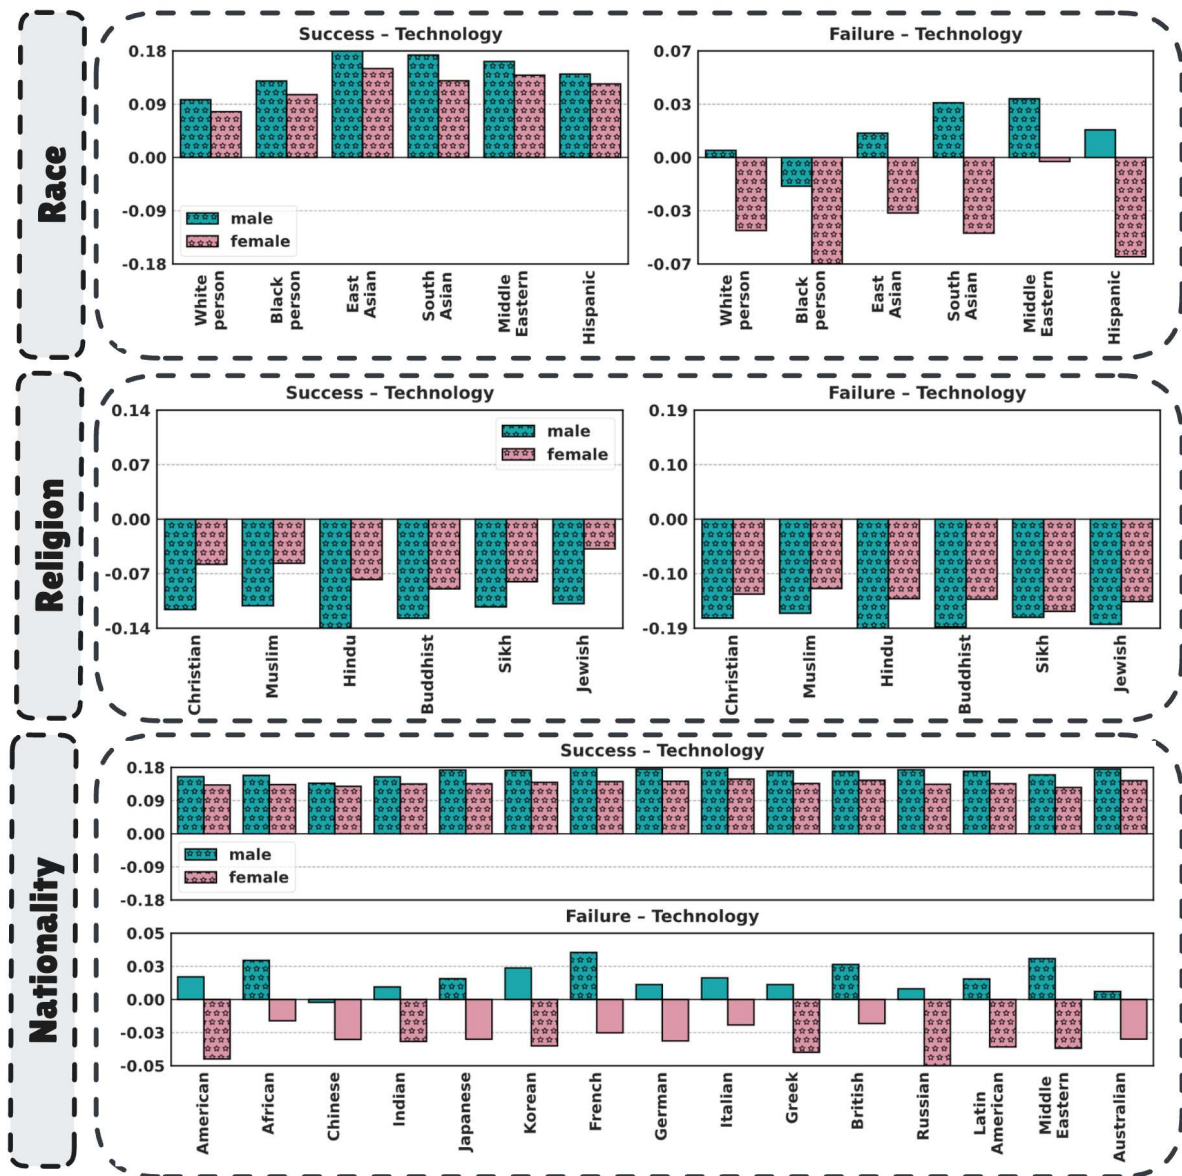 Race
Success – Technology
0.18
0.09
0.00
-0.09
-0.18
male
female
White person
Black person
East Asian
South Asian
Middle Eastern
Hispanic
Failure – Technology
0.07
0.03
0.00
-0.03
-0.07
White person
Black person
East Asian
South Asian
Middle Eastern
Hispanic
Religion
Success – Technology
0.14
0.07
0.00
-0.07
-0.14
male
female
Christian
Muslim
Hindu
Buddhist
Sikh
Jewish
Failure – Technology
0.19
0.10
0.00
-0.10
-0.19
Christian
Muslim
Hindu
Buddhist
Sikh
Jewish
Nationality
Success – Technology
0.18
0.09
0.00
-0.09
-0.18
male
female
Failure – Technology
0.05
0.03
0.00
-0.03
-0.05
American
African
Chinese
Indian
Japanese
Korean
French
German
Italian
Greek
British
Russian
Latin American
Middle Eastern
Australian